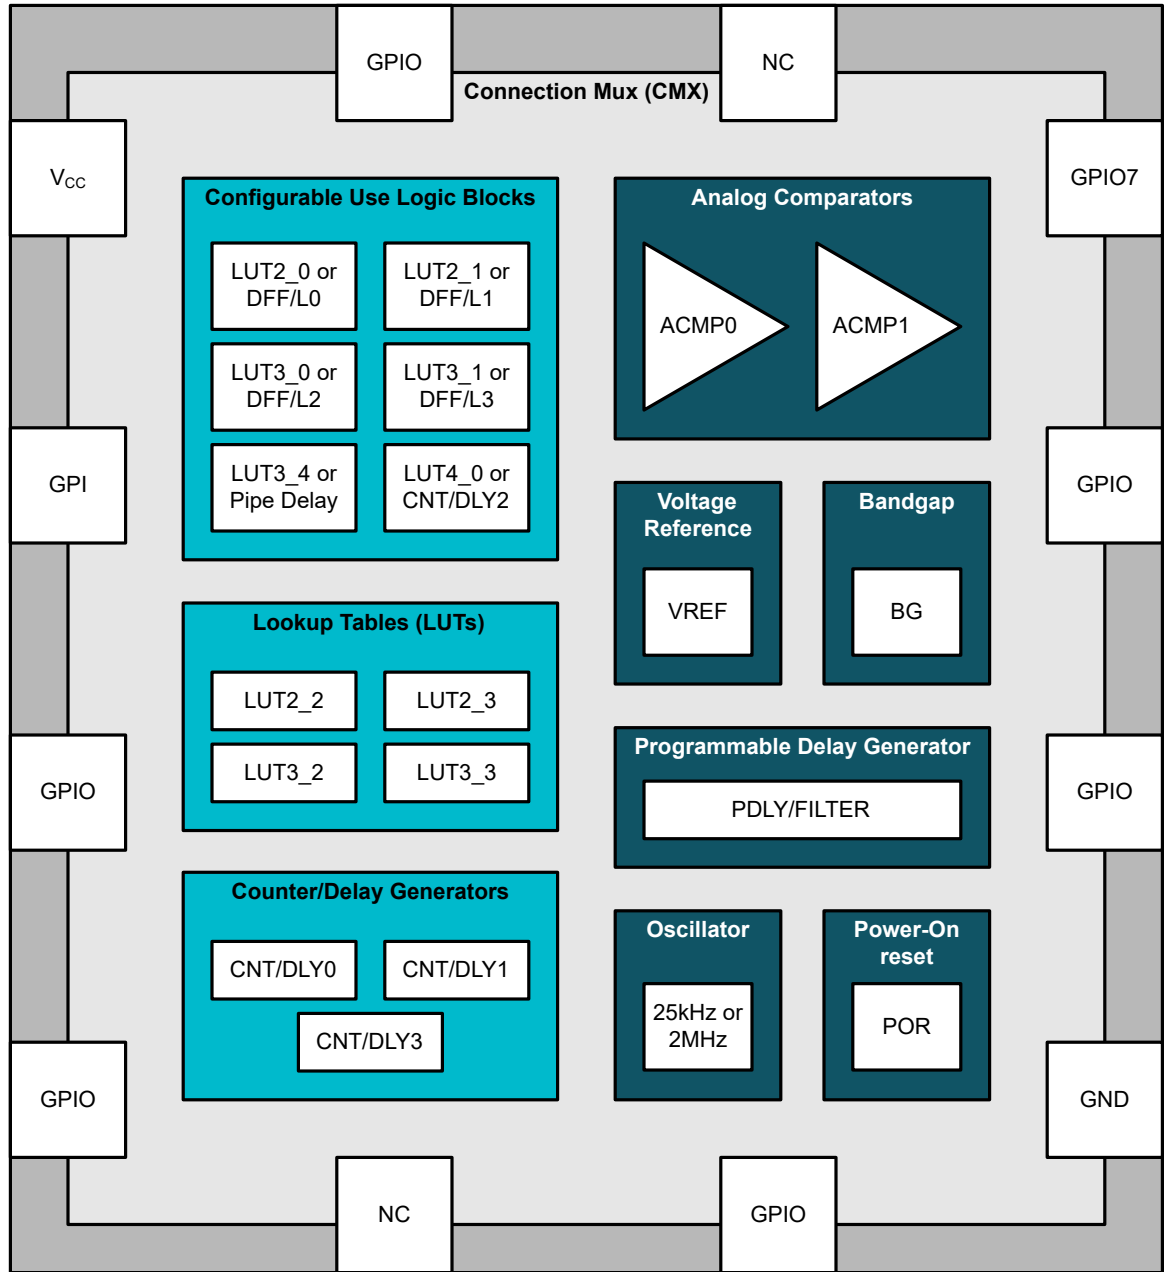 GPIO
NC
Connection Mux (CMX)
VCC
GPIO7
Configurable Use Logic Blocks
LUT2_0 or
DFF/L0
LUT2_1 or
DFF/L1
LUT3_0 or
DFF/L2
LUT3_1 or
DFF/L3
LUT3_4 or
Pipe Delay
LUT4_0 or
CNT/DLY2
Analog Comparators
ACMP0
ACMP1
GPI
GPIO
Voltage
Reference
VREF
Bandgap
BG
Lookup Tables (LUTs)
LUT2_2
LUT2_3
LUT3_2
LUT3_3
Programmable Delay Generator
PDLY/FILTER
GPIO
GPIO
Counter/Delay Generators
CNT/DLY0
CNT/DLY1
CNT/DLY3
Oscillator
25kHz or
2MHz
Power-On
reset
POR
GPIO
GND
NC
GPIO